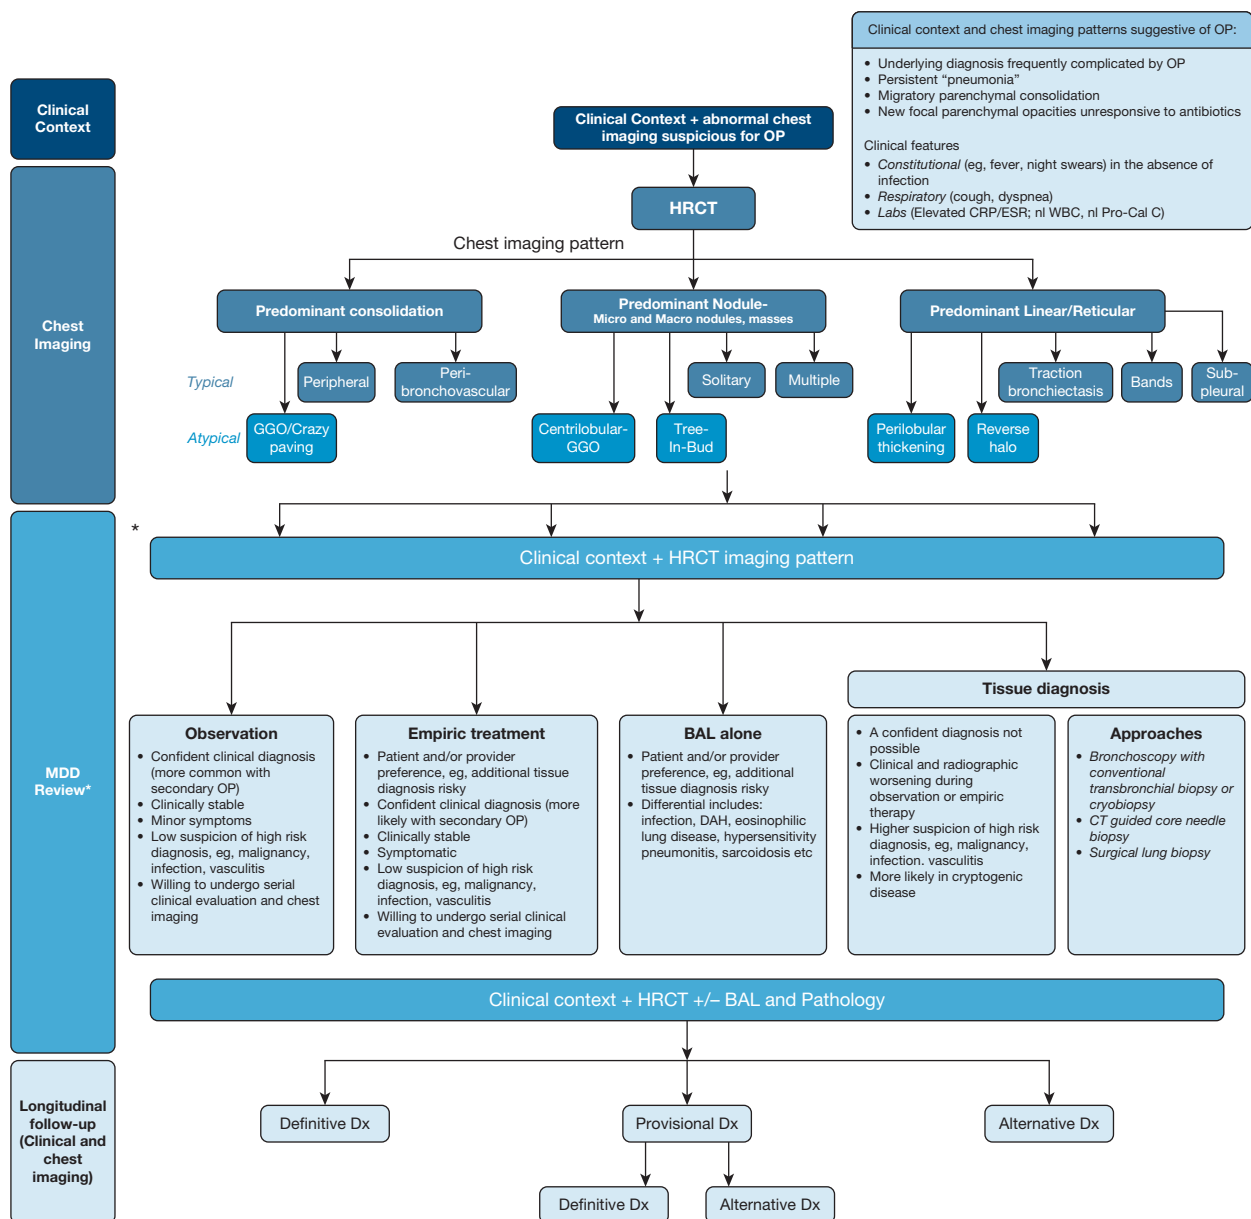 Clinical context and chest imaging patterns suggestive of OP:
• Underlying diagnosis frequently complicated by OP
• Persistent “pneumonia”
• Migratory parenchymal consolidation
• New focal parenchymal opacities unresponsive to antibiotics
Clinical features
• Constitutional (eg, fever, night swears) in the absence of
infection
• Respiratory (cough, dyspnea)
• Labs (Elevated CRP/ESR; nl WBC, nl Pro-Cal C)
Clinical
Context
Clinical Context + abnormal chest
imaging suspicious for OP
HRCT
Chest imaging pattern
Chest
Imaging
Predominant consolidation
Predominant Nodule-
Micro and Macro nodules, masses
Predominant Linear/Reticular
Typical
Peripheral
Peri-
bronchovascular
Solitary
Multiple
Traction
bronchiectasis
Bands
Sub-
pleural
Atypical
GGO/Crazy
paving
Centrilobular-
GGO
Tree-
In-Bud
Perilobular
thickening
Reverse
halo
*
Clinical context + HRCT imaging pattern
MDD
Review*
Observation
• Confident clinical diagnosis
(more common with
secondary OP)
• Clinically stable
• Minor symptoms
• Low suspicion of high risk
diagnosis, eg, malignancy,
infection, vasculitis
• Willing to undergo serial
clinical evaluation and chest
imaging
Empiric treatment
• Patient and/or provider
preference, eg, additional tissue
diagnosis risky
• Confident clinical diagnosis (more
likely with secondary OP)
• Clinically stable
• Symptomatic
• Low suspicion of high risk
diagnosis, eg, malignancy,
infection, vasculitis
• Willing to undergo serial clinical
evaluation and chest imaging
BAL alone
• Patient and/or provider
preference, eg, additional
tissue diagnosis risky
• Differential includes:
infection, DAH, eosinophilic
lung disease, hypersensitivity
pneumonitis, sarcoidosis etc
Tissue diagnosis
• A confident diagnosis not
possible
• Clinical and radiographic
worsening during
observation or empiric
therapy
• Higher suspicion of high risk
diagnosis, eg, malignancy,
infection. vasculitis
• More likely in cryptogenic
disease
Approaches
• Bronchoscopy with
conventional
transbronchial biopsy or
cryobiopsy
• CT guided core needle
biopsy
• Surgical lung biopsy
Clinical context + HRCT +/– BAL and Pathology
Longitudinal
follow-up
(Clinical and
chest
imaging)
Definitive Dx
Provisional Dx
Alternative Dx
Definitive Dx
Alternative Dx